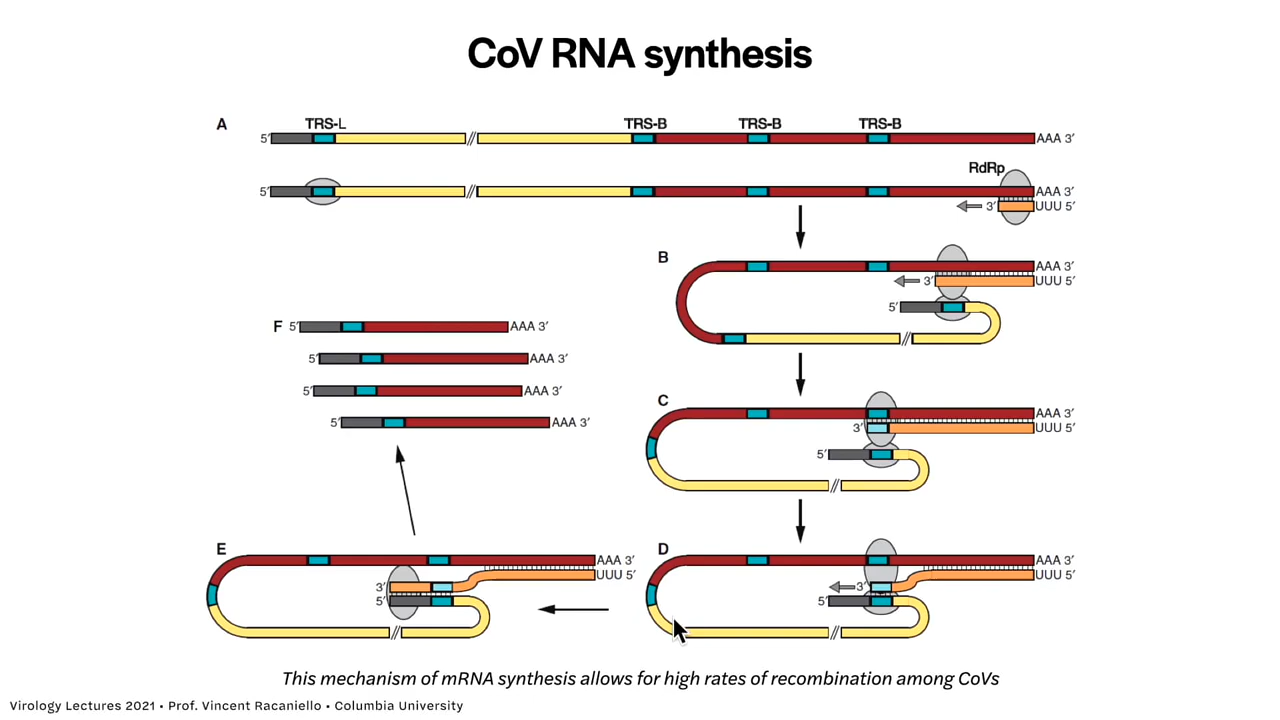 CoV RNA synthesis
A
TRS-L TRS-B TRS-B TRS-B
5′ AAA 3′
RdRp
5′ AAA 3′
3′ UUU 5′
B
AAA 3′
3′ UUU 5′
5′
F 5′ AAA 3′
5′ AAA 3′
5′ AAA 3′
5′ AAA 3′
C
AAA 3′
3′ UUU 5′
5′
E
AAA 3′
UUU 5′
3′
5′
D
AAA 3′
UUU 5′
3′
5′
This mechanism of mRNA synthesis allows for high rates of recombination among CoVs
Virology Lectures 2021 • Prof. Vincent Racaniello • Columbia University